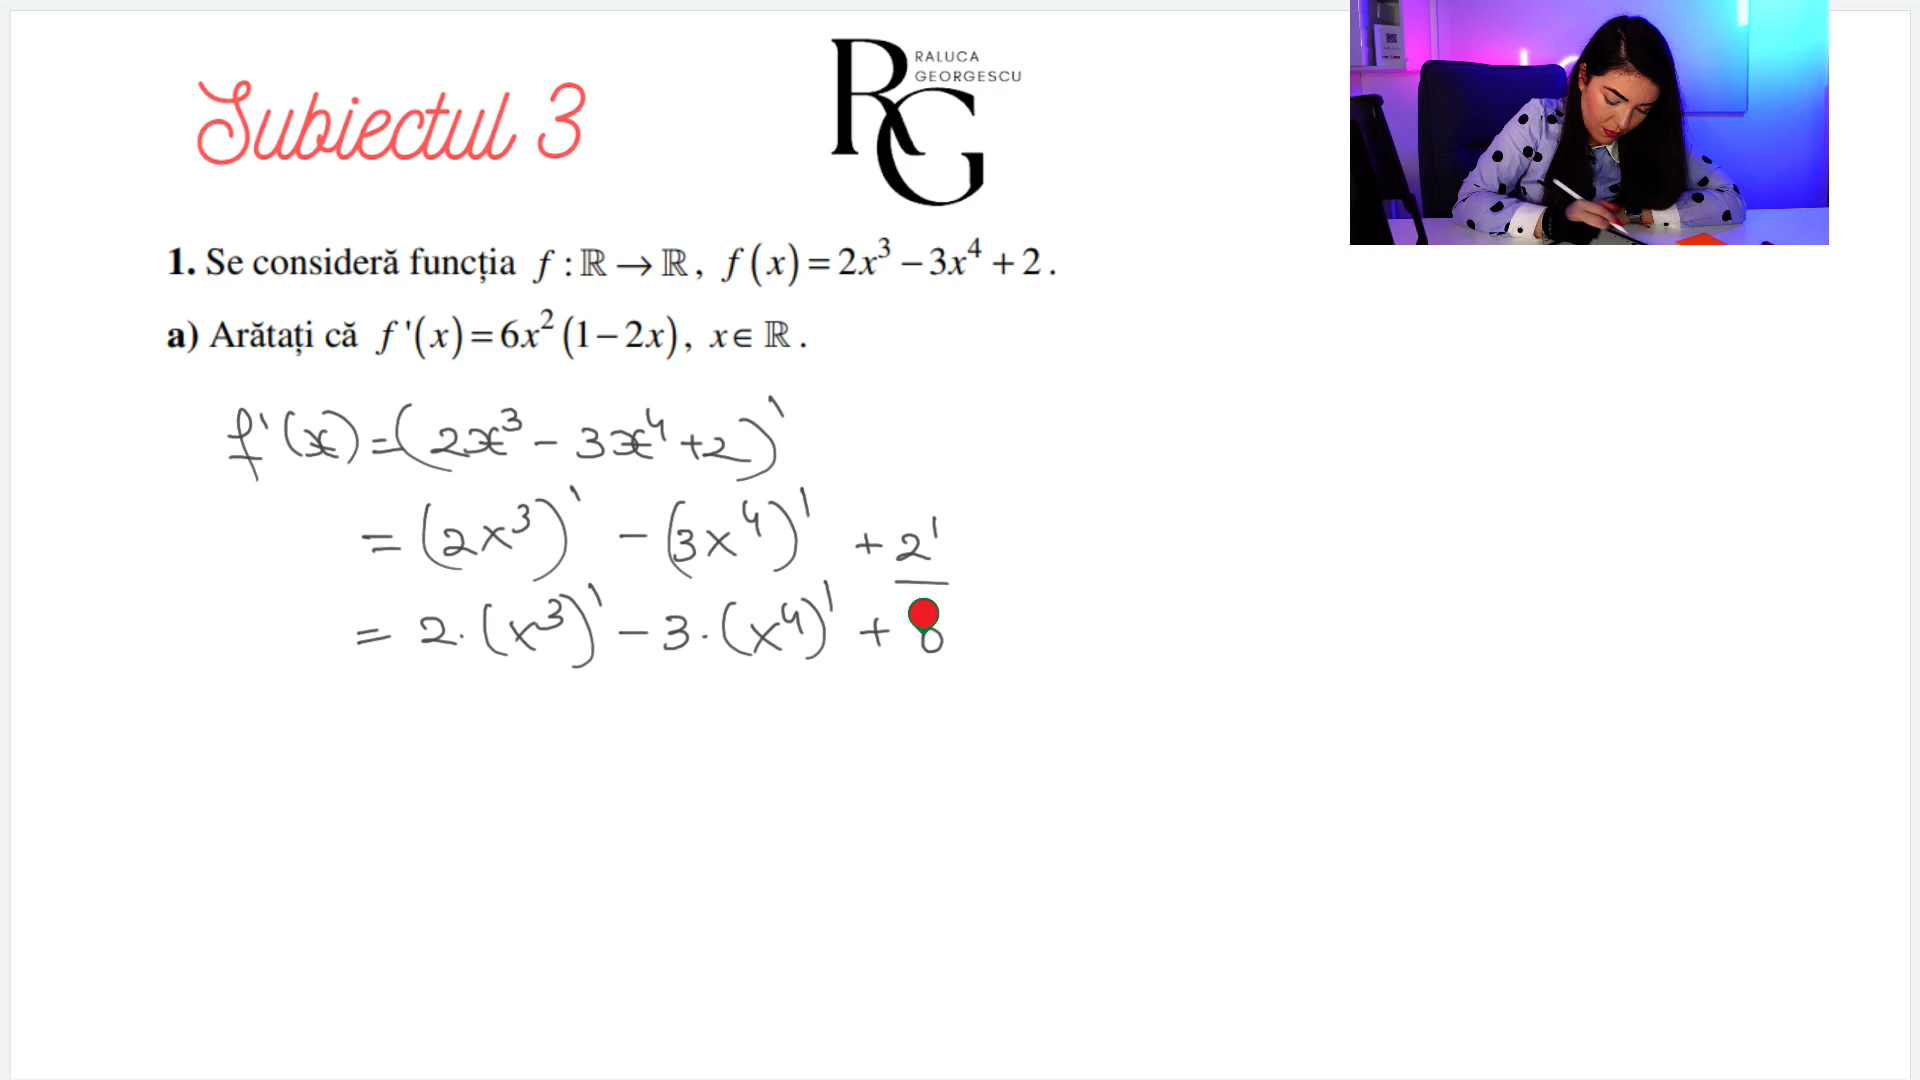 Subiectul 3
RG
RALUCA
GEORGESCU
1. Se consideră funcția f : ℝ → ℝ, f(x) = 2x³ − 3x⁴ + 2.
a) Arătați că f'(x) = 6x²(1 − 2x), x ∈ ℝ.
f'(x) = (2x³ − 3x⁴ + 2)'
= (2x³)' − (3x⁴)' + 2'
= 2·(x³)' − 3·(x⁴)' + 0